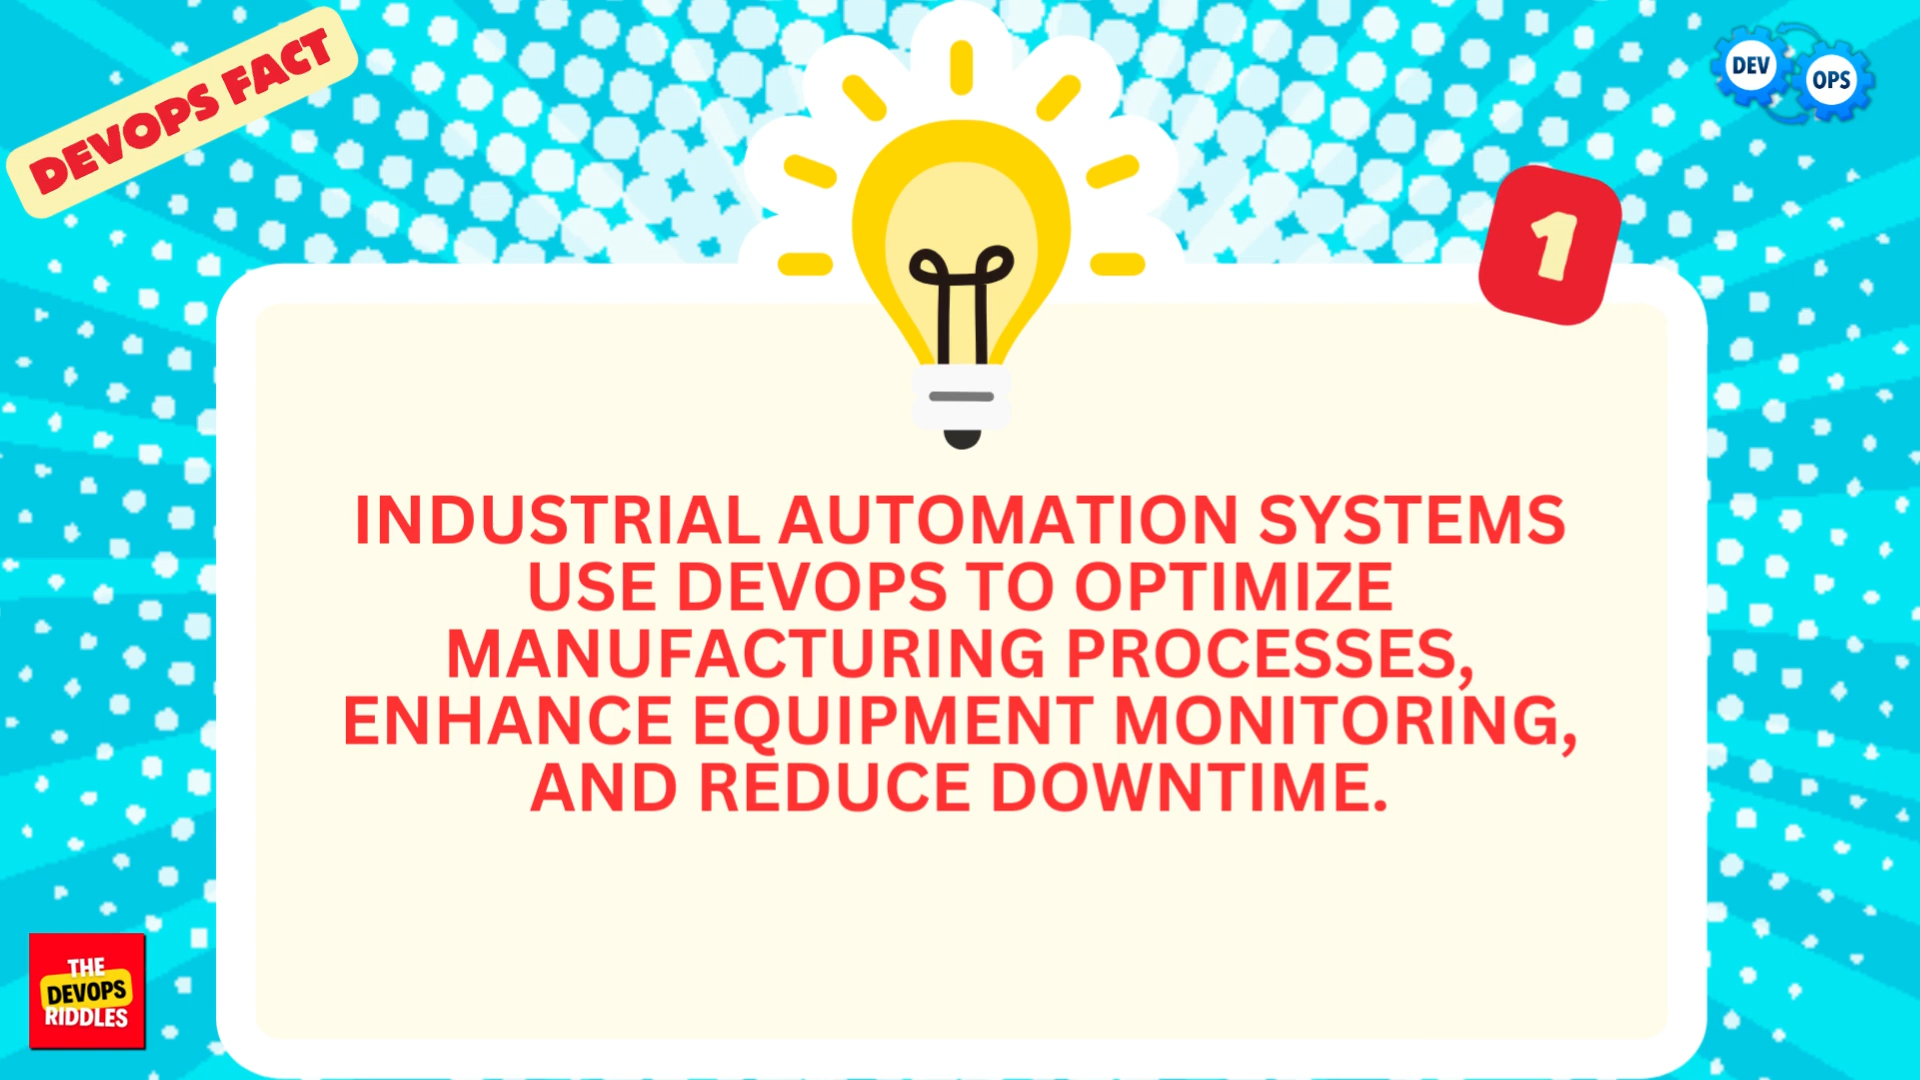 DEVOPS FACT
DEV
OPS
1
INDUSTRIAL AUTOMATION SYSTEMS
USE DEVOPS TO OPTIMIZE
MANUFACTURING PROCESSES,
ENHANCE EQUIPMENT MONITORING,
AND REDUCE DOWNTIME.
THE
DEVOPS
RIDDLES